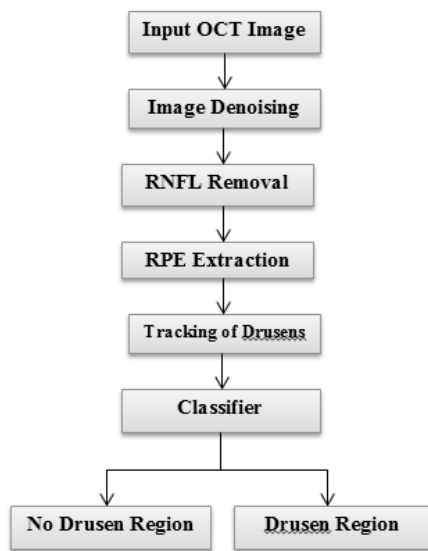 Input OCT Image
Image Denoising
RNFL Removal
RPE Extraction
Tracking of Drusens
Classifier
No Drusen Region
Drusen Region